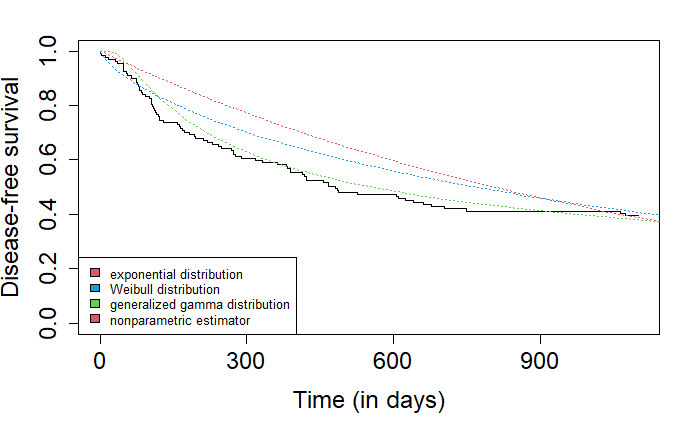 Disease-free survival
1.0
0.8
0.6
0.4
0.2
0.0
exponential distribution
Weibull distribution
generalized gamma distribution
nonparametric estimator
0 300 600 900
Time (in days)